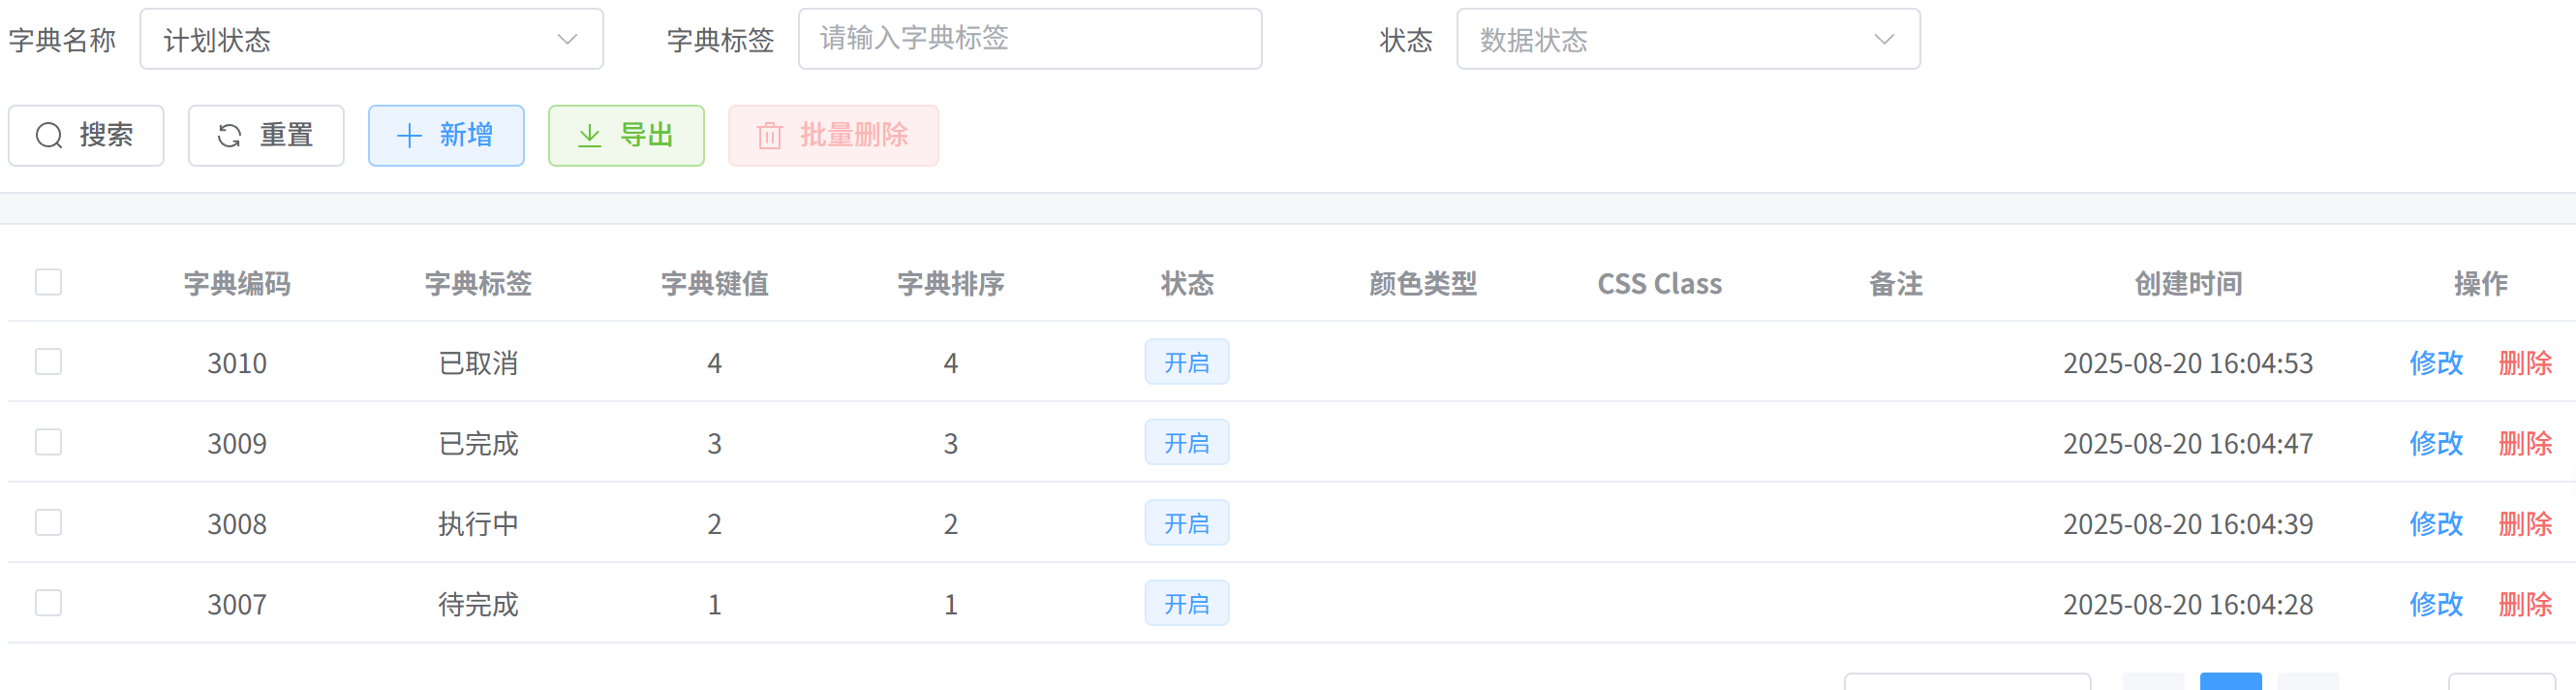 字典名称 计划状态 字典标签 请输入字典标签 状态 数据状态
搜索 重置 新增 导出 批量删除
字典编码 字典标签 字典键值 字典排序 状态 颜色类型 CSS Class 备注 创建时间 操作
3010 已取消 4 4 开启 2025-08-20 16:04:53 修改 删除
3009 已完成 3 3 开启 2025-08-20 16:04:47 修改 删除
3008 执行中 2 2 开启 2025-08-20 16:04:39 修改 删除
3007 待完成 1 1 开启 2025-08-20 16:04:28 修改 删除